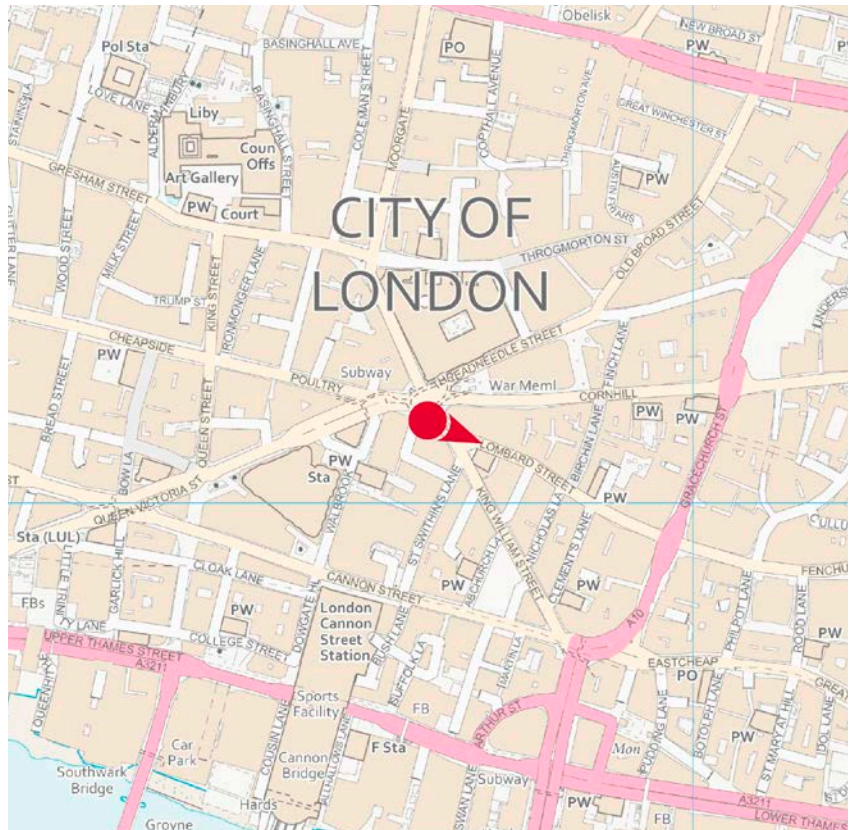 Obelisk
NEW BROAD ST
PW
Pol Sta
BASINGHALL AVE
PO
PW
LOVE LANE
Liby
BASINGHALL STREET
COLEMAN STREET
MOORGATE
COPTHALL AVENUE
THROGMORTON AVE
GREAT WINCHESTER ST
Coun
Offs
Art Gallery
AUSTIN FRIARS
PW
GRESHAM STREET
PW
Court
CITY OF
LONDON
THROGMORTON ST
OLD BROAD STREET
WOOD STREET
MILK STREET
TRUMP ST
KING STREET
IRONMONGER LANE
CHEAPSIDE
PW
POULTRY
Subway
THREADNEEDLE STREET
War Meml
FINCH LANE
CORNHILL
BREAD STREET
QUEEN STREET
BOW LA
PW
Sta
WALBROOK
LOMBARD STREET
BIRCHIN LANE
PW
PW
GRACECHURCH ST
QUEEN VICTORIA ST
ST SWITHIN'S LANE
KING WILLIAM STREET
NICHOLAS LA
CLEMENT'S LANE
PW
Sta (LUL)
GARLICK HILL
CLOAK LANE
CANNON STREET
ABCHURCH LA
PW
PW
FBs
PW
COLLEGE STREET
DOWGATE HL
London
Cannon
Street
Station
BUSH LANE
SUFFOLK LA
MARTIN LA
A10
EASTCHEAP
PHILPOT LANE
ROOD LANE
PW
UPPER THAMES STREET
A3211
QUEENHITHE
Sports
Facility
FB
ARTHUR ST
PO
PUDDING LANE
BOTOLPH LANE
PW
ST MARY AT HILL
Mon
Car
Park
COUSIN LANE
Cannon
Bridge
ALLHALLOWS LANE
F Sta
SWAN LANE
Subway
Southwark
Bridge
Hards
PW
FB
A3211
LOWER THAMES
Groyne